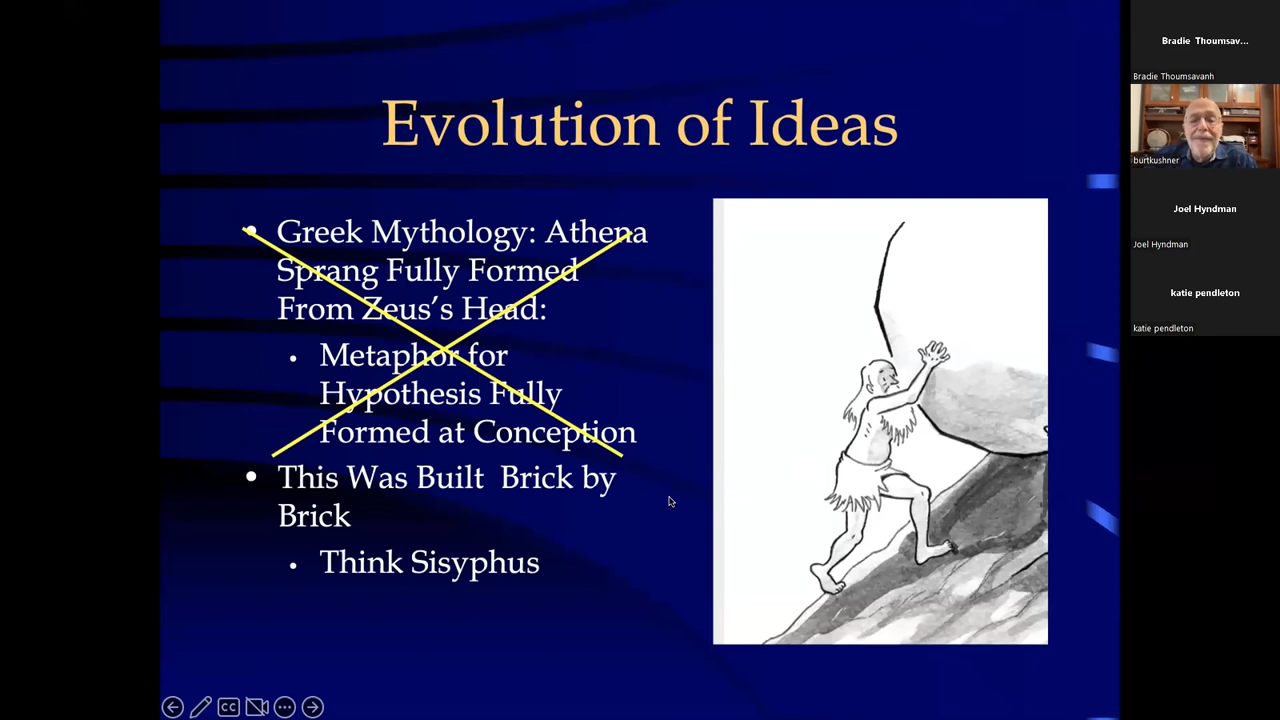 Evolution of Ideas
• Greek Mythology: Athena
Sprang Fully Formed
From Zeus’s Head:
• Metaphor for
Hypothesis Fully
Formed at Conception
• This Was Built  Brick by
Brick
• Think Sisyphus
CC
Bradie Thoumsav...
Bradie Thoumsavanh
burtkushner
Joel Hyndman
Joel Hyndman
katie pendleton
katie pendleton